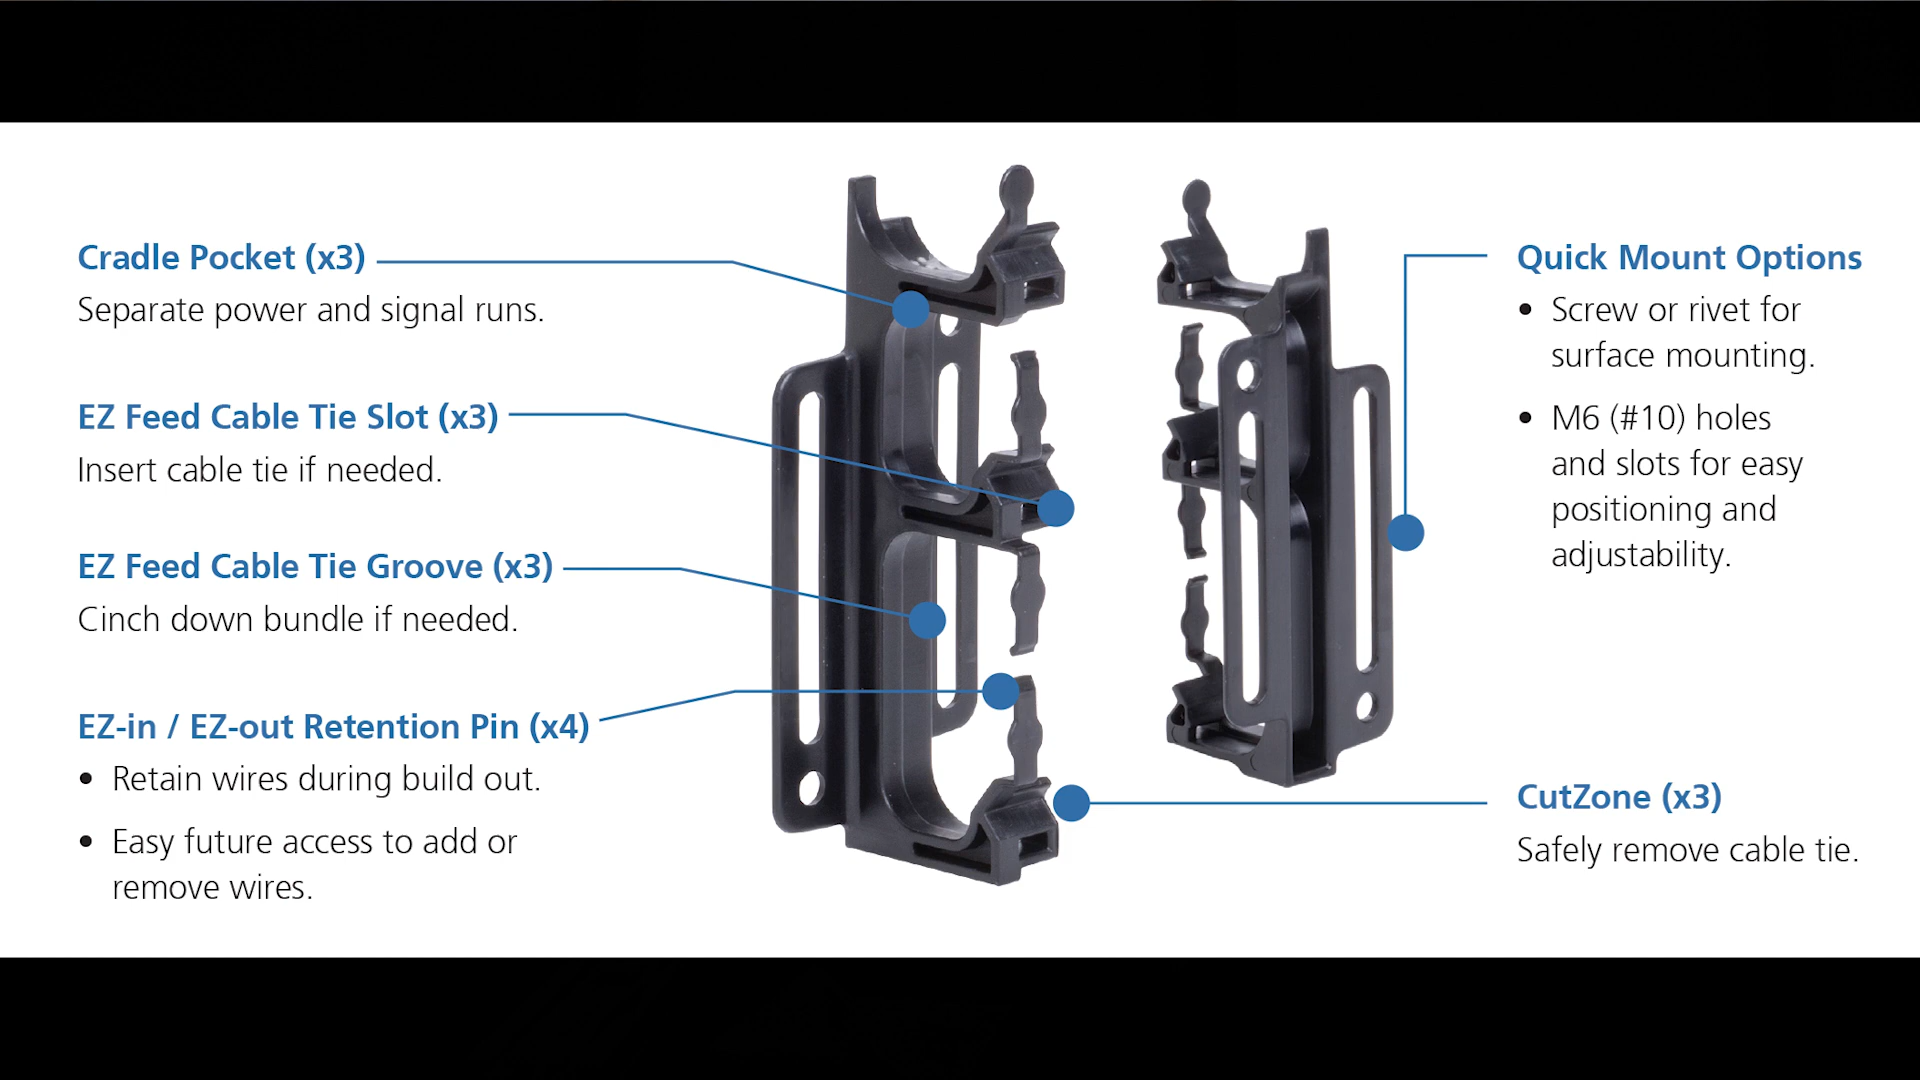 Cradle Pocket (x3)
Separate power and signal runs.
EZ Feed Cable Tie Slot (x3)
Insert cable tie if needed.
EZ Feed Cable Tie Groove (x3)
Cinch down bundle if needed.
EZ-in / EZ-out Retention Pin (x4)
• Retain wires during build out.
• Easy future access to add or
remove wires.
Quick Mount Options
• Screw or rivet for
surface mounting.
• M6 (#10) holes
and slots for easy
positioning and
adjustability.
CutZone (x3)
Safely remove cable tie.